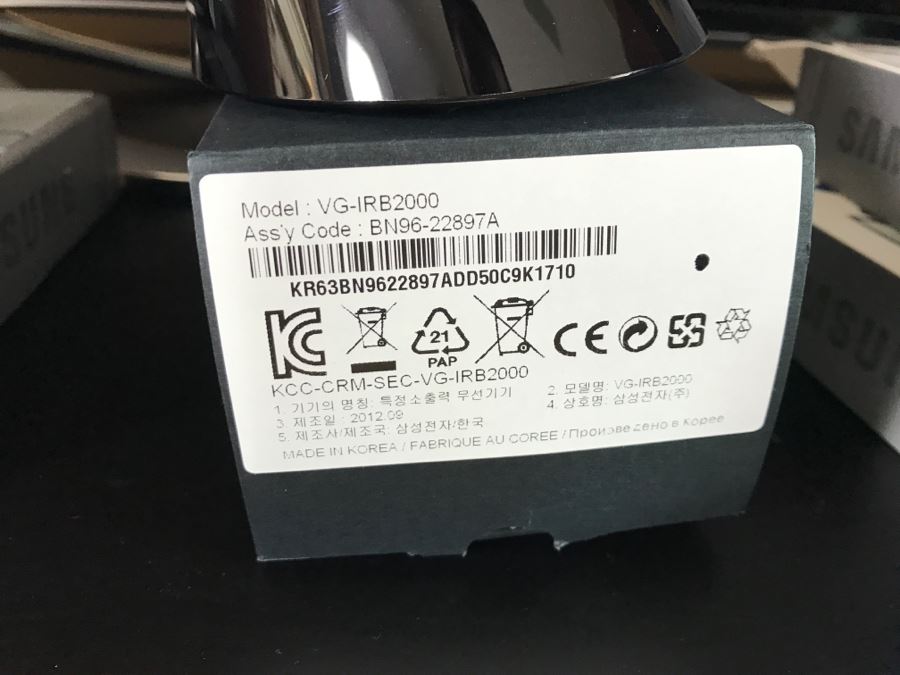 Model : VG-IRB2000
Ass'y Code : BN96-22897A
KR63BN9622897ADD50C9K1710
21
PAP
KCC-CRM-SEC-VG-IRB2000
1. 기기의 명칭: 특정소출력 무선기기
2. 모델명: VG-IRB2000
3. 제조일 : 2012.09
4. 상호명: 삼성전자(주)
5. 제조사/제조국: 삼성전자/한국
MADE IN KOREA / FABRIQUE AU COREE / Произведено в Корее
SUNG
SAM
SU